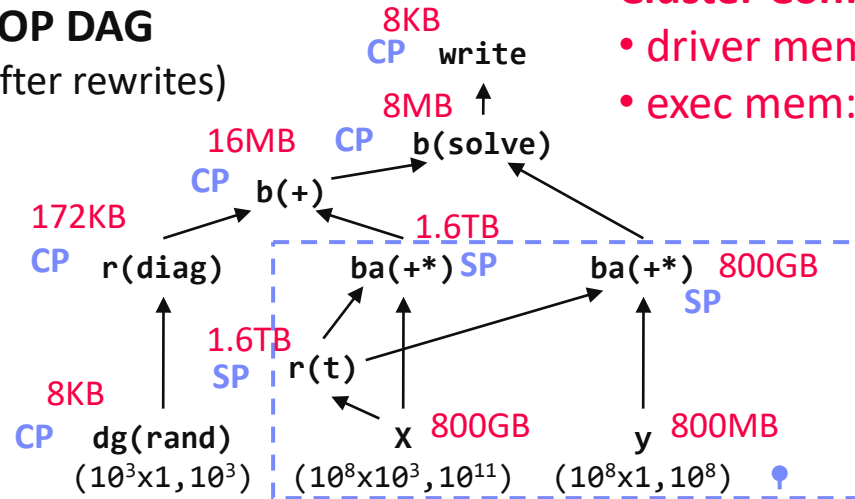 OP DAG
fter rewrites)
8KB
CP write
• driver mem
• exec mem:
8MB
CP b(solve)
16MB
CP b(+)
172KB
CP r(diag)
1.6TB
ba(+*) SP
ba(+*) 800GB
SP
1.6TB
SP r(t)
8KB
CP dg(rand)
X 800GB
y 800MB
(10³x1,10³) (10⁸x10³,10¹¹) (10⁸x1,10⁸)